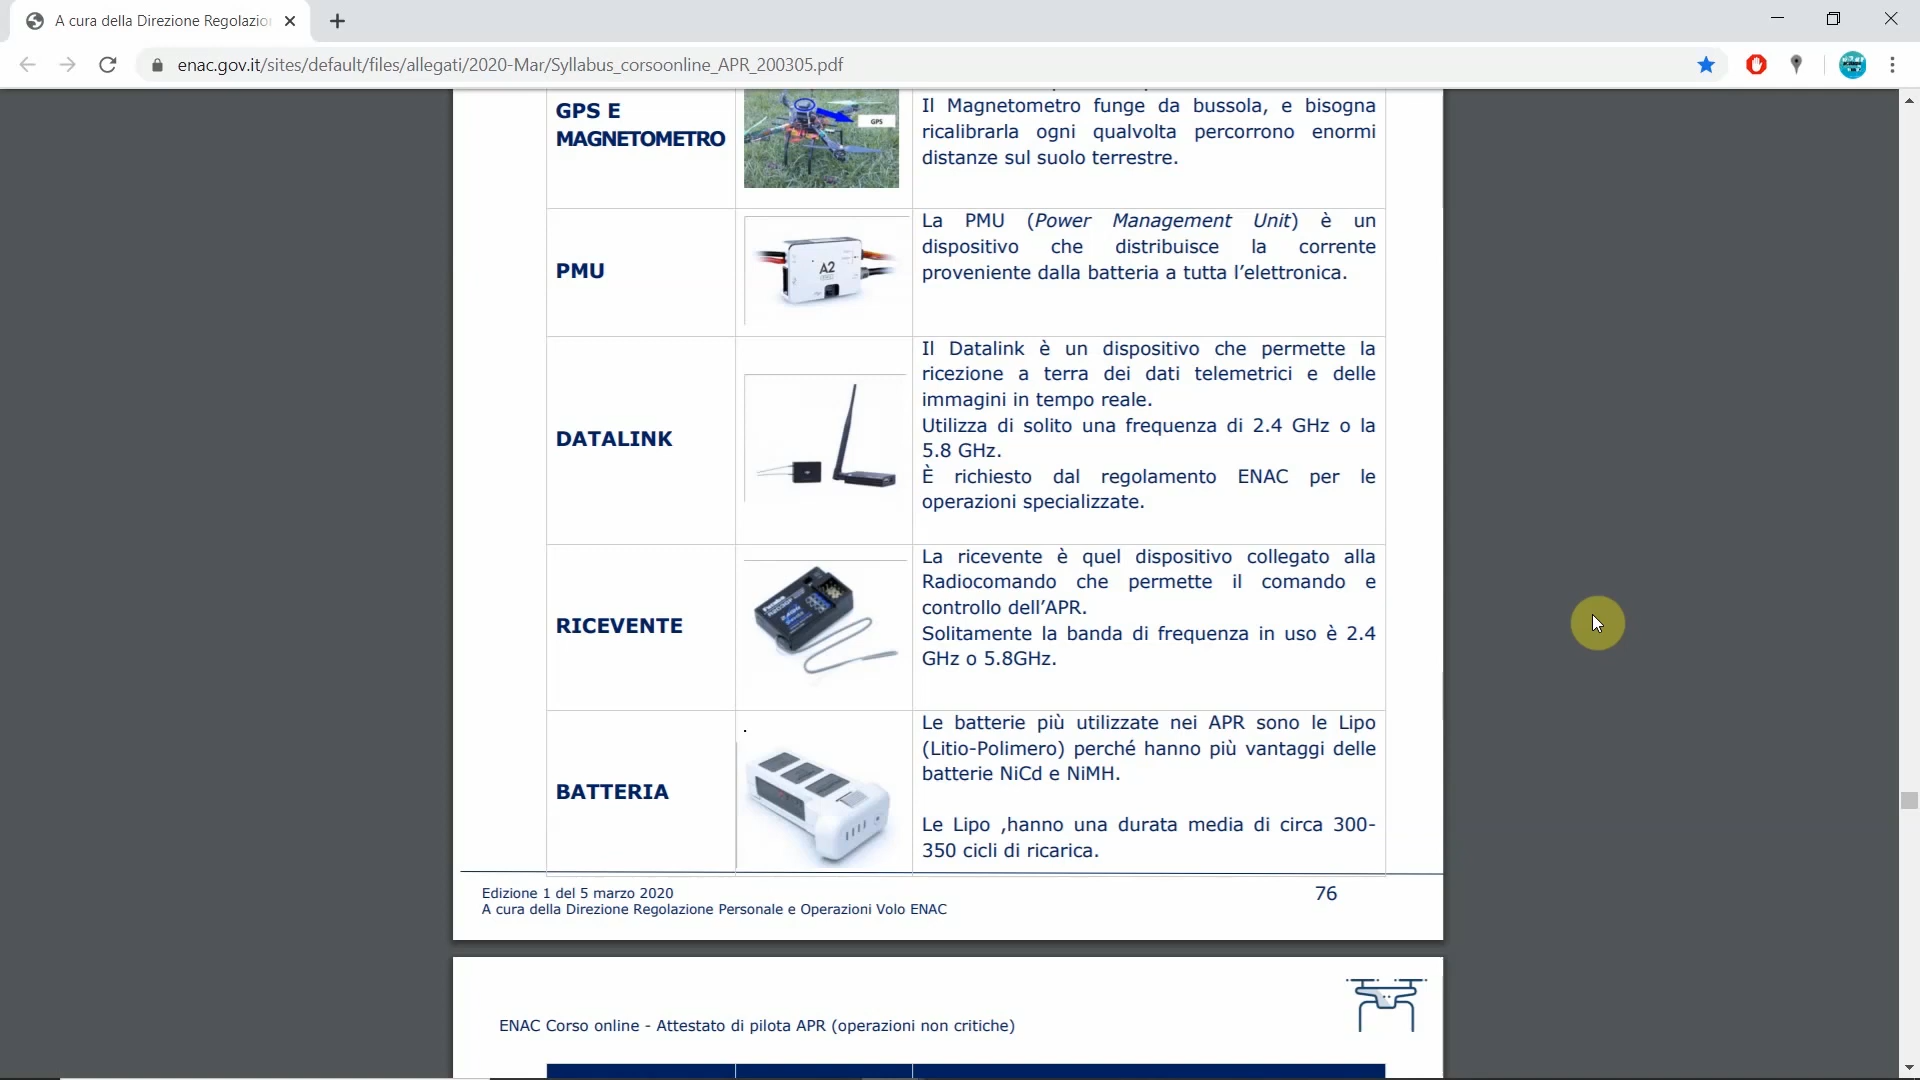 A cura della Direzione Regolazio
enac.gov.it/sites/default/files/allegati/2020-Mar/Syllabus_corsoonline_APR_200305.pdf
GPS E
MAGNETOMETRO
GPS
Il Magnetometro funge da bussola, e bisogna
ricalibrarla ogni qualvolta percorrono enormi
distanze sul suolo terrestre.
PMU
A2
La PMU (Power Management Unit) è un
dispositivo che distribuisce la corrente
proveniente dalla batteria a tutta l'elettronica.
DATALINK
Il Datalink è un dispositivo che permette la
ricezione a terra dei dati telemetrici e delle
immagini in tempo reale.
Utilizza di solito una frequenza di 2.4 GHz o la
5.8 GHz.
È richiesto dal regolamento ENAC per le
operazioni specializzate.
RICEVENTE
Futaba
La ricevente è quel dispositivo collegato alla
Radiocomando che permette il comando e
controllo dell'APR.
Solitamente la banda di frequenza in uso è 2.4
GHz o 5.8GHz.
BATTERIA
Le batterie più utilizzate nei APR sono le Lipo
(Litio-Polimero) perché hanno più vantaggi delle
batterie NiCd e NiMH.
Le Lipo ,hanno una durata media di circa 300-
350 cicli di ricarica.
Edizione 1 del 5 marzo 2020
76
A cura della Direzione Regolazione Personale e Operazioni Volo ENAC
ENAC Corso online - Attestato di pilota APR (operazioni non critiche)